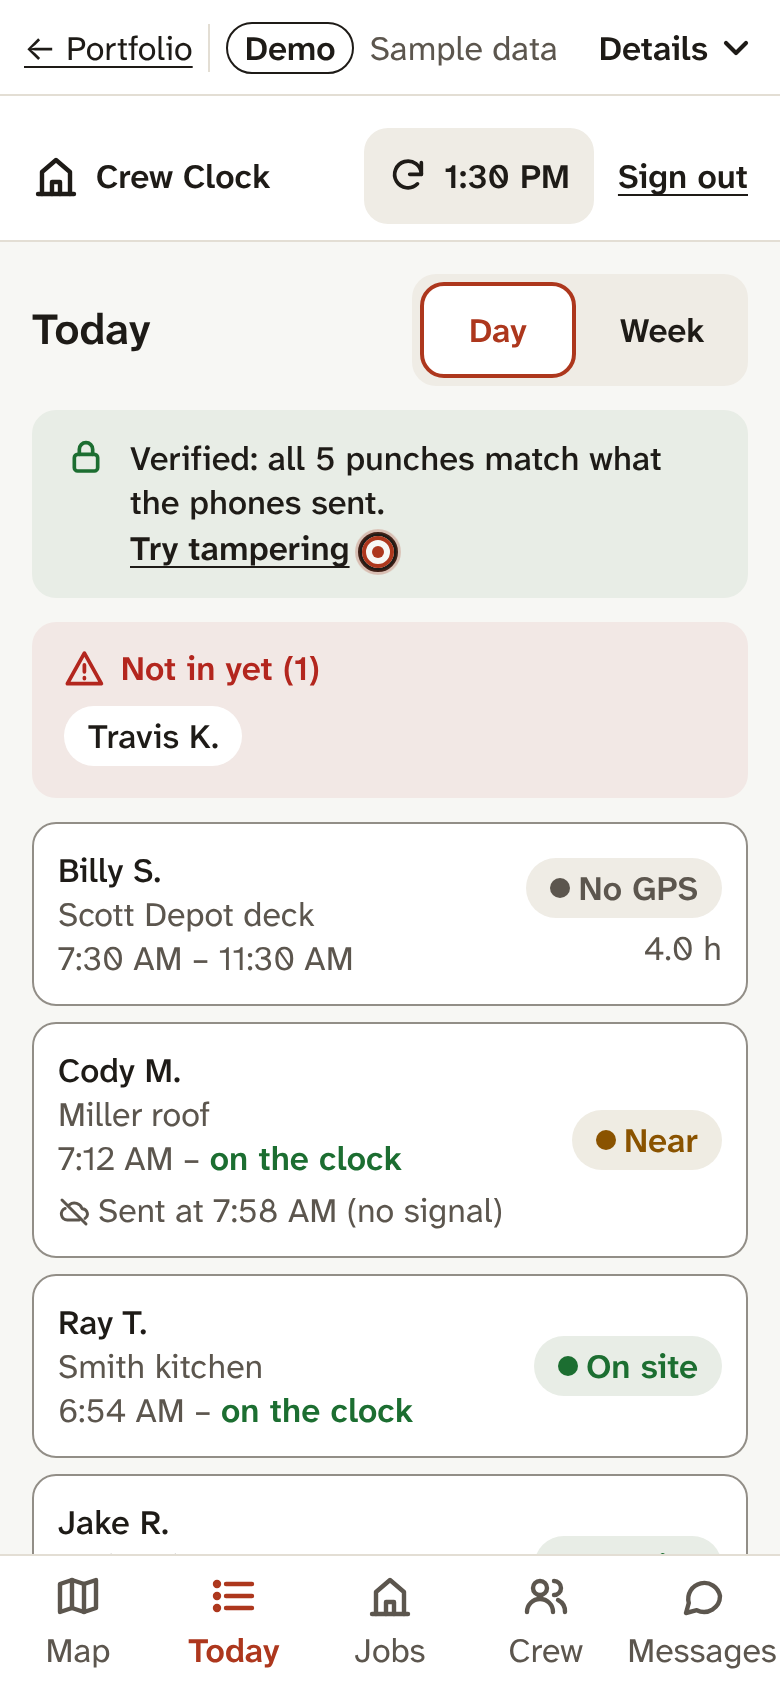 ← Portfolio Demo Sample data Details
Crew Clock 1:30 PM Sign out
Today Day Week
Verified: all 5 punches match what
the phones sent.
Try tampering
Not in yet (1)
Travis K.
Billy S.
Scott Depot deck
7:30 AM – 11:30 AM
No GPS
4.0 h
Cody M.
Miller roof
7:12 AM – on the clock
Near
Sent at 7:58 AM (no signal)
Ray T.
Smith kitchen
6:54 AM – on the clock
On site
Jake R.
Map Today Jobs Crew Messages